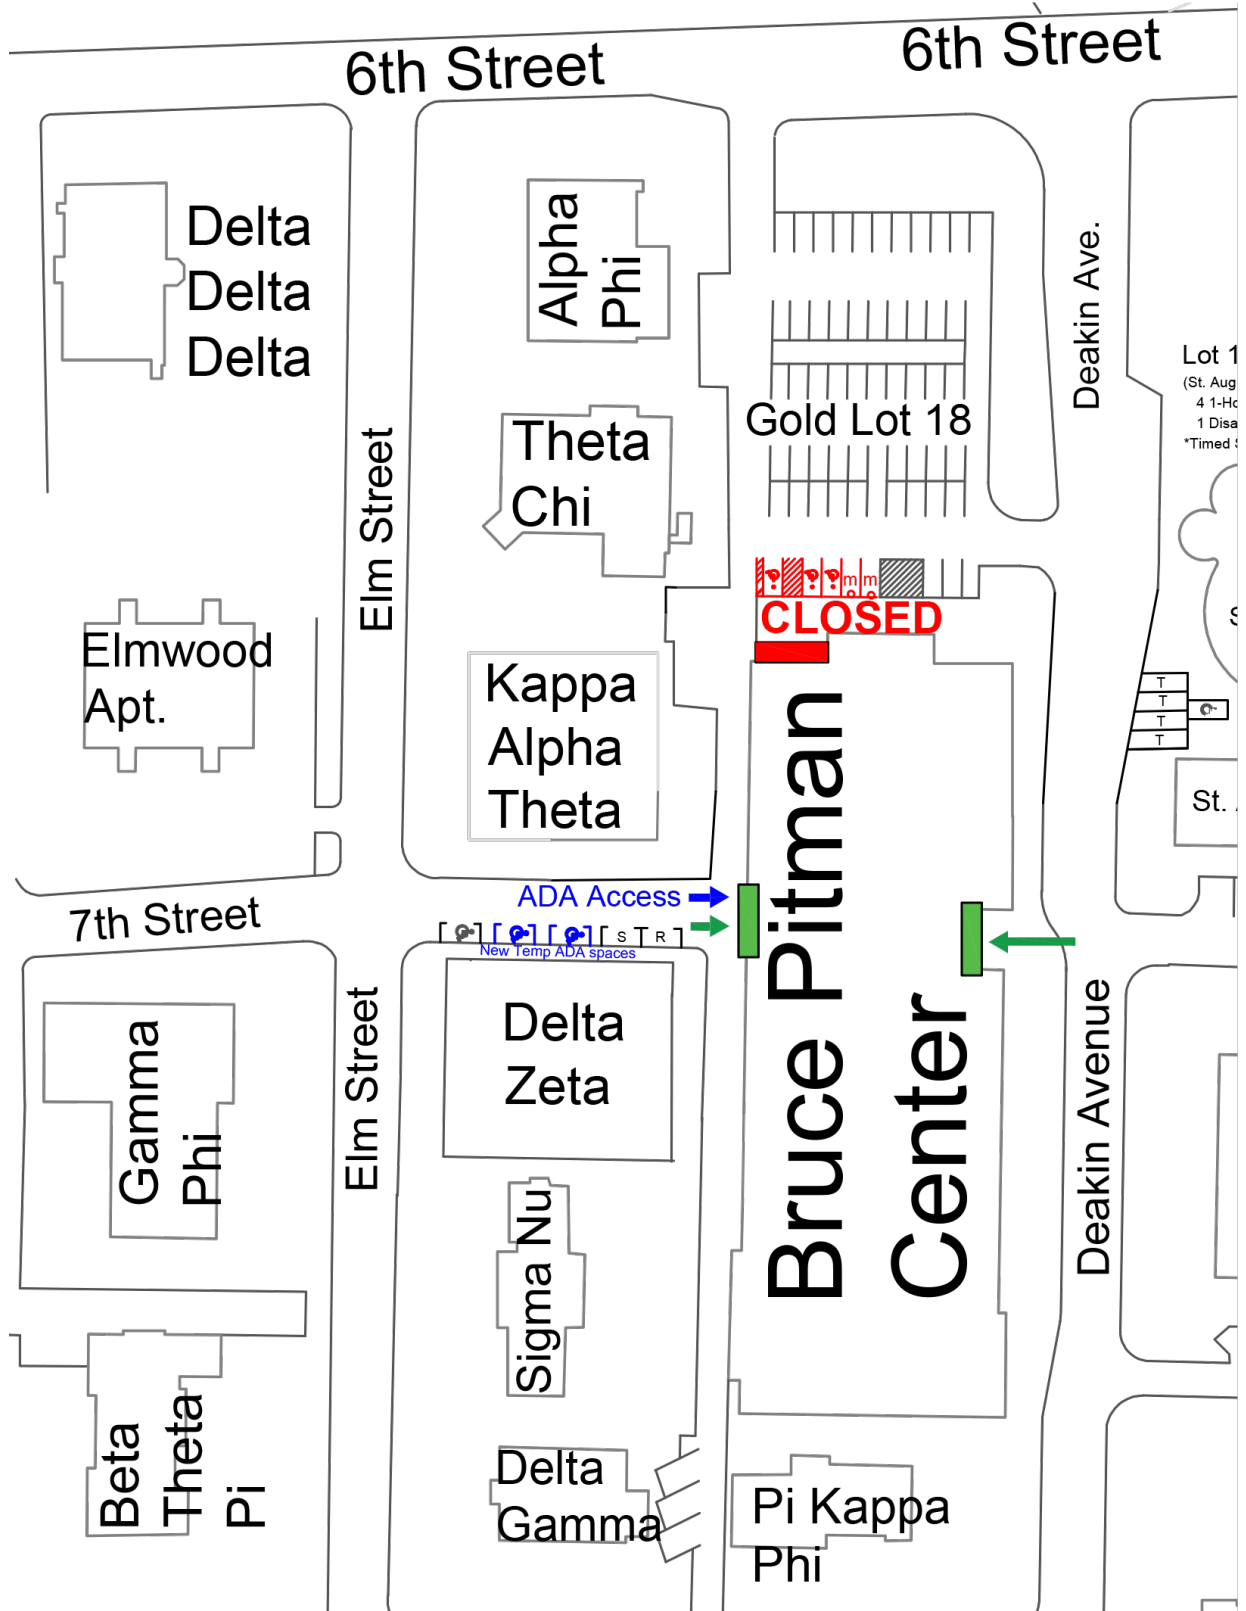 6th Street
6th Street
Delta
Delta
Delta
Alpha
Phi
Deakin Ave.
Lot 1
(St. Aug
4 1-Ho
1 Disa
*Timed S
Gold Lot 18
Theta
Chi
Elm Street
m
m
CLOSED
Elmwood
Apt.
Kappa
Alpha
Theta
T
T
T
T
St.
Bruce Pitman
Center
ADA Access
7th Street
S
R
New Temp ADA spaces
Delta
Zeta
Elm Street
Gamma
Phi
Deakin Avenue
Sigma Nu
Beta
Theta
Pi
Delta
Gamma
Pi Kappa
Phi